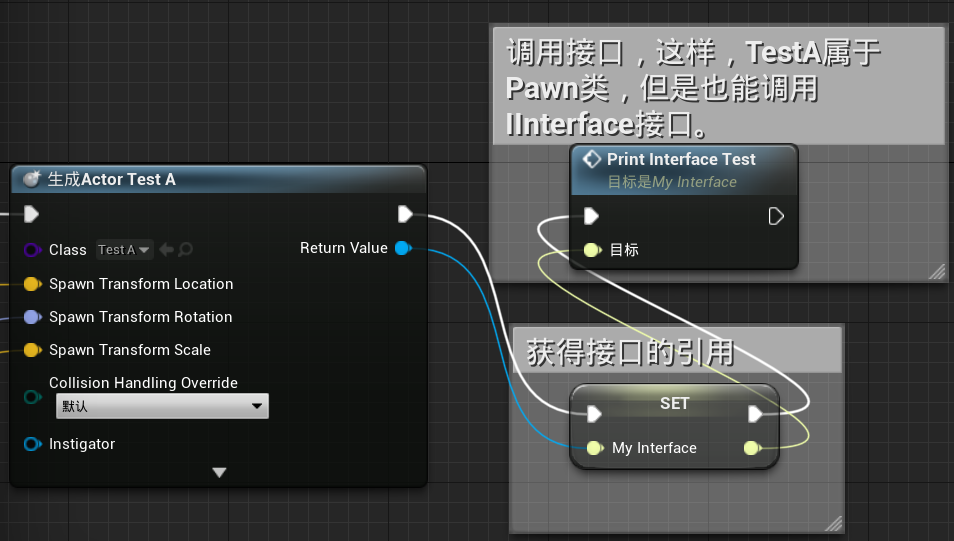 调用接口，这样，TestA属于
Pawn类，但是也能调用
IInterface接口。
Print Interface Test
目标是My Interface
目标
生成Actor Test A
Class Test A
Return Value
Spawn Transform Location
Spawn Transform Rotation
Spawn Transform Scale
Collision Handling Override
默认
Instigator
获得接口的引用
SET
My Interface